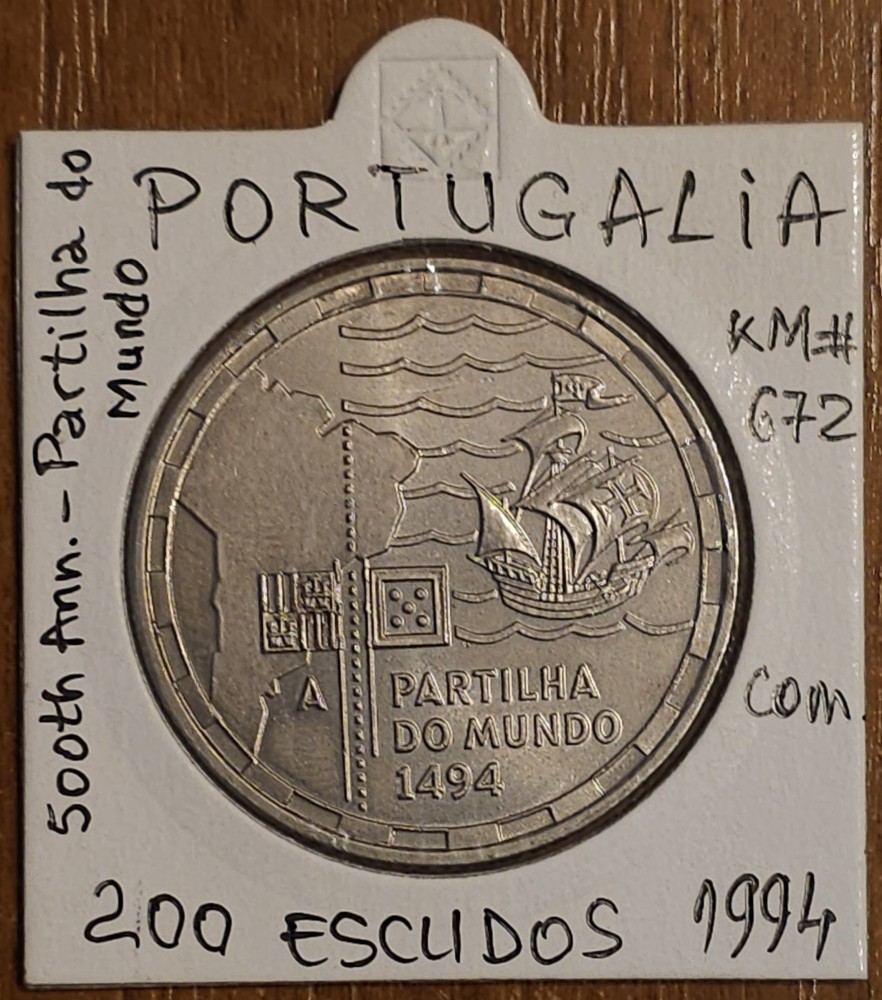 PORTUGALiA
500th Ann. - Partilha do
Mundo
KM#
672
A PARTILHA
DO MUNDO
1494
com.
200 ESCUDOS 1994